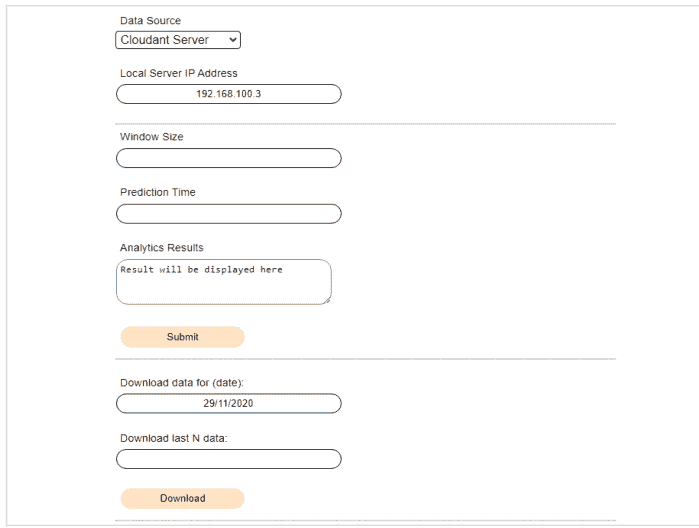 Data Source
Cloudant Server
Local Server IP Address
192.168.100.3
Window Size
Prediction Time
Analytics Results
Result will be displayed here
Submit
Download data for (date):
29/11/2020
Download last N data:
Download